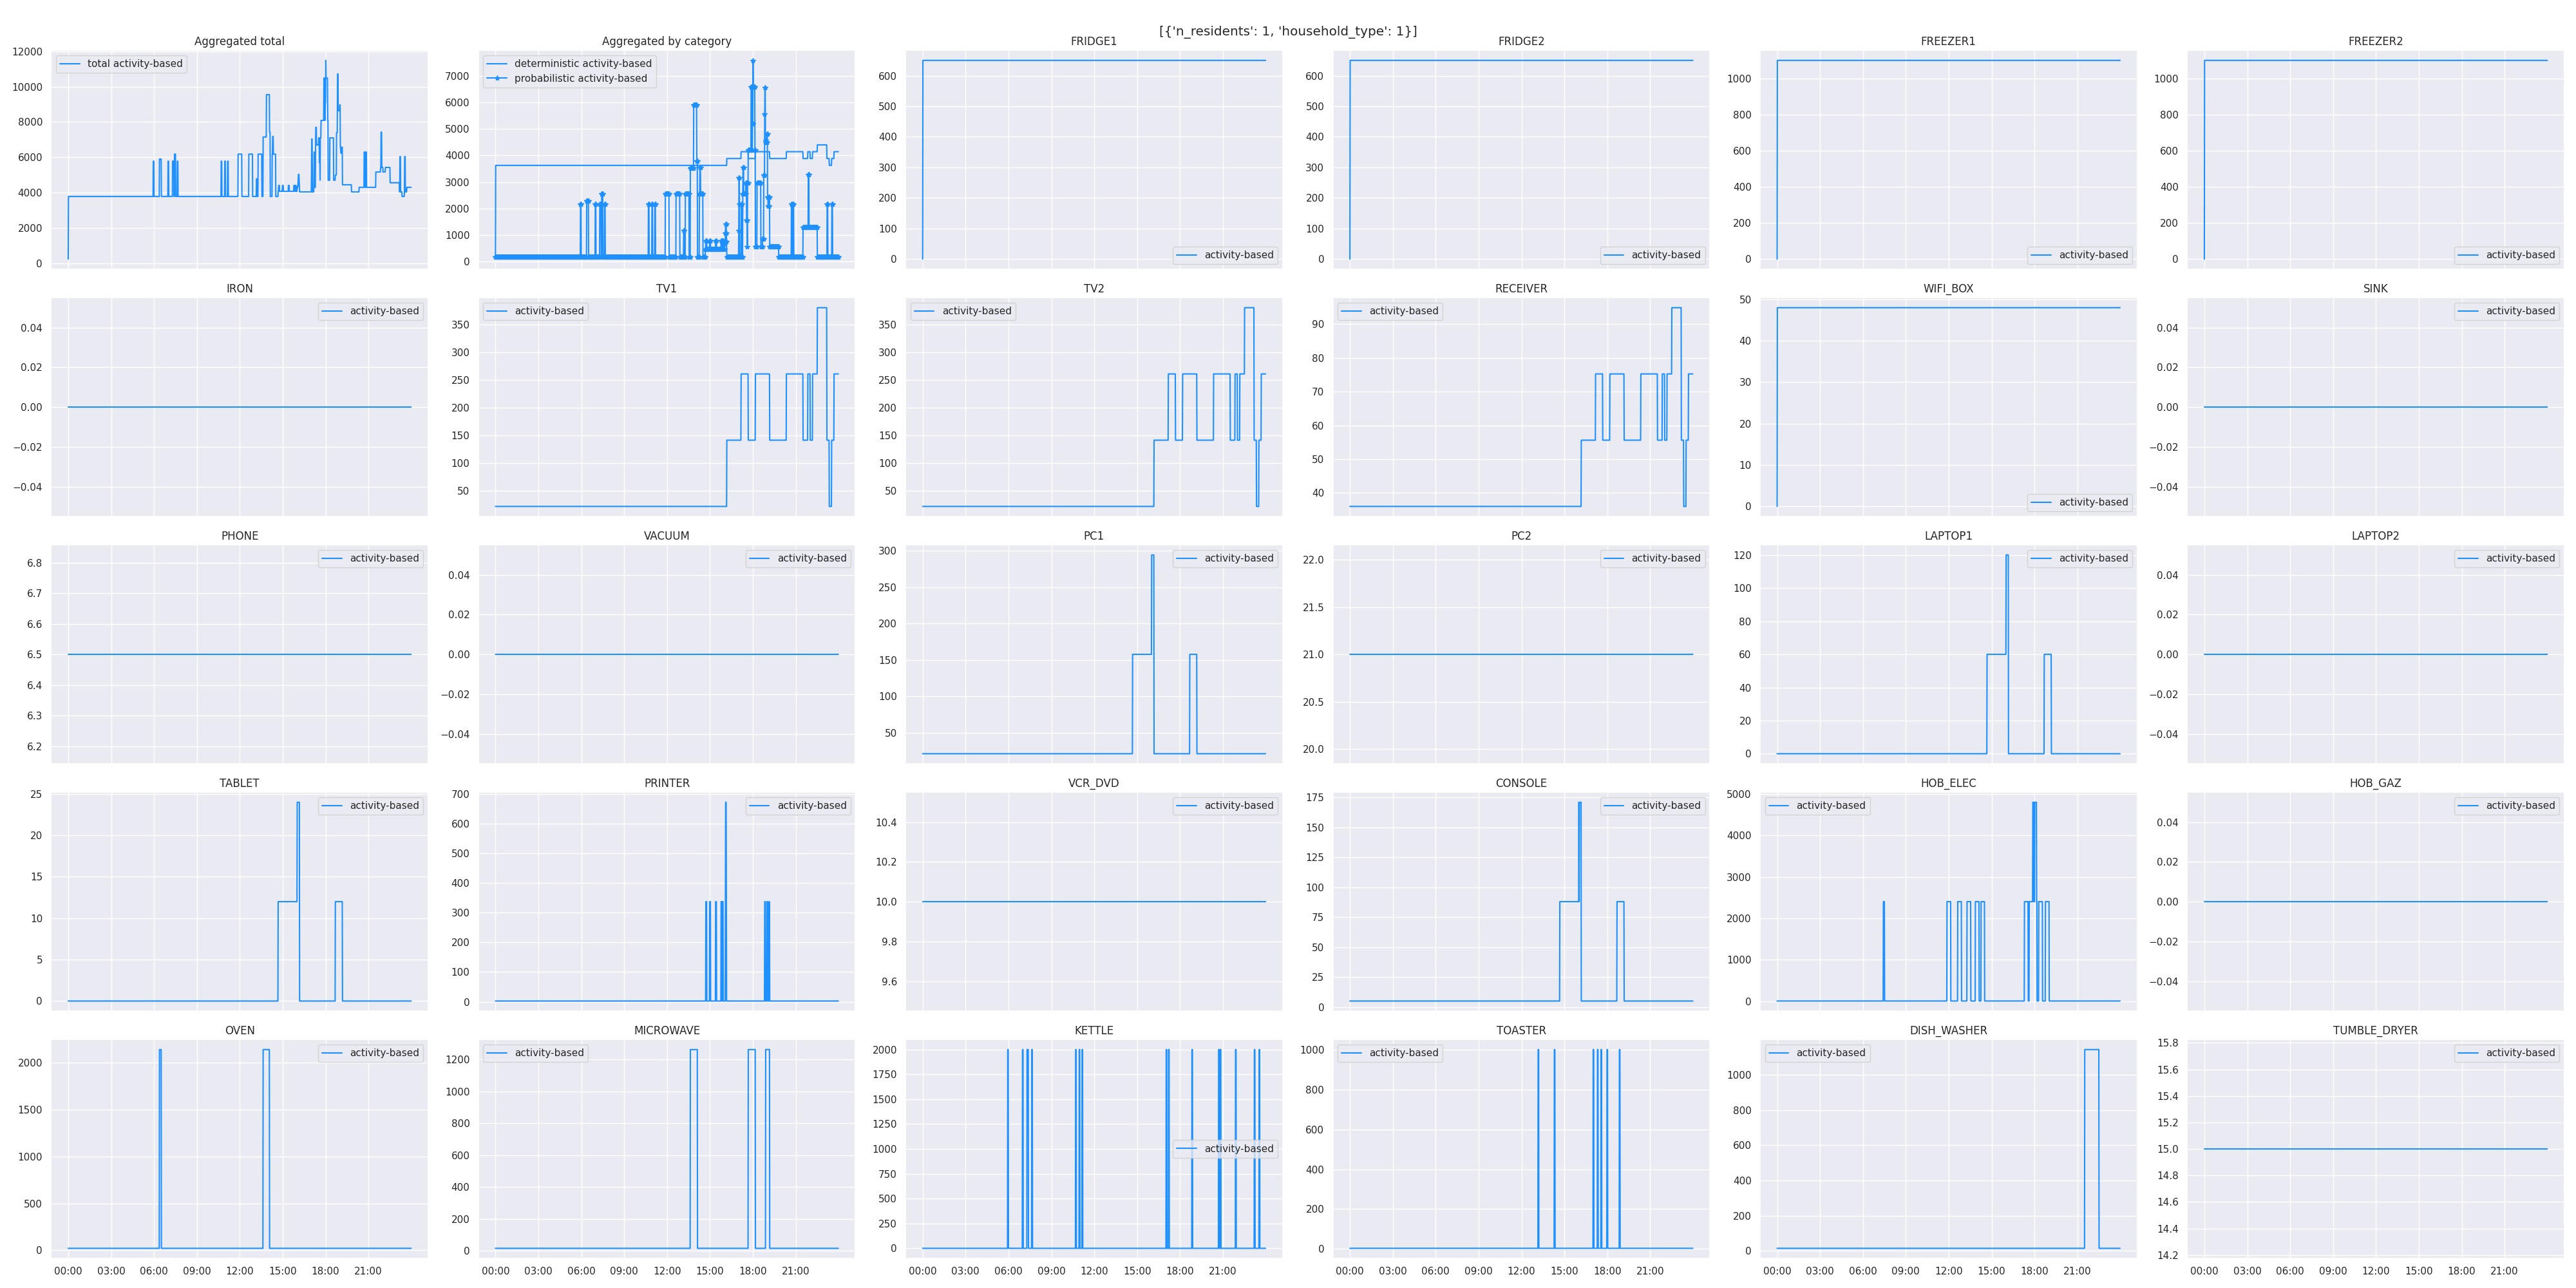 [{'n_residents': 1, 'household_type': 1}]
Aggregated total
12000
10000
8000
6000
4000
2000
0
total activity-based
Aggregated by category
7000
6000
5000
4000
3000
2000
1000
0
deterministic activity-based
probabilistic activity-based
FRIDGE1
600
500
400
300
200
100
0
activity-based
FRIDGE2
600
500
400
300
200
100
0
activity-based
FREEZER1
1000
800
600
400
200
0
activity-based
FREEZER2
1000
800
600
400
200
0
activity-based
IRON
0.04
0.02
0.00
−0.02
−0.04
activity-based
TV1
350
300
250
200
150
100
50
activity-based
TV2
350
300
250
200
150
100
50
activity-based
RECEIVER
90
80
70
60
50
40
activity-based
WIFI_BOX
50
40
30
20
10
0
activity-based
SINK
0.04
0.02
0.00
−0.02
−0.04
activity-based
PHONE
6.8
6.7
6.6
6.5
6.4
6.3
6.2
activity-based
VACUUM
0.04
0.02
0.00
−0.02
−0.04
activity-based
PC1
300
250
200
150
100
50
activity-based
PC2
22.0
21.5
21.0
20.5
20.0
activity-based
LAPTOP1
120
100
80
60
40
20
0
activity-based
LAPTOP2
0.04
0.02
0.00
−0.02
−0.04
activity-based
TABLET
25
20
15
10
5
0
activity-based
PRINTER
700
600
500
400
300
200
100
0
activity-based
VCR_DVD
10.4
10.2
10.0
9.8
9.6
activity-based
CONSOLE
175
150
125
100
75
50
25
0
activity-based
HOB_ELEC
5000
4000
3000
2000
1000
0
activity-based
HOB_GAZ
0.04
0.02
0.00
−0.02
−0.04
activity-based
OVEN
2000
1500
1000
500
0
activity-based
00:00 03:00 06:00 09:00 12:00 15:00 18:00 21:00
MICROWAVE
1200
1000
800
600
400
200
0
activity-based
00:00 03:00 06:00 09:00 12:00 15:00 18:00 21:00
KETTLE
2000
1750
1500
1250
1000
750
500
250
0
activity-based
00:00 03:00 06:00 09:00 12:00 15:00 18:00 21:00
TOASTER
1000
800
600
400
200
0
activity-based
00:00 03:00 06:00 09:00 12:00 15:00 18:00 21:00
DISH_WASHER
1000
800
600
400
200
0
activity-based
00:00 03:00 06:00 09:00 12:00 15:00 18:00 21:00
TUMBLE_DRYER
15.8
15.6
15.4
15.2
15.0
14.8
14.6
14.4
14.2
activity-based
00:00 03:00 06:00 09:00 12:00 15:00 18:00 21:00